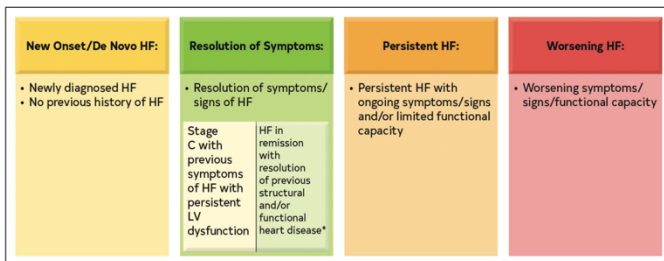 New Onset/De Novo HF:
• Newly diagnosed HF
• No previous history of HF
Resolution of Symptoms:
• Resolution of symptoms/
signs of HF
Stage
C with
previous
symptoms
of HF with
persistent
LV
dysfunction
HF in
remission
with
resolution
of previous
structural
and/or
functional
heart disease*
Persistent HF:
• Persistent HF with
ongoing symptoms/signs
and/or limited functional
capacity
Worsening HF:
• Worsening symptoms/
signs/functional capacity